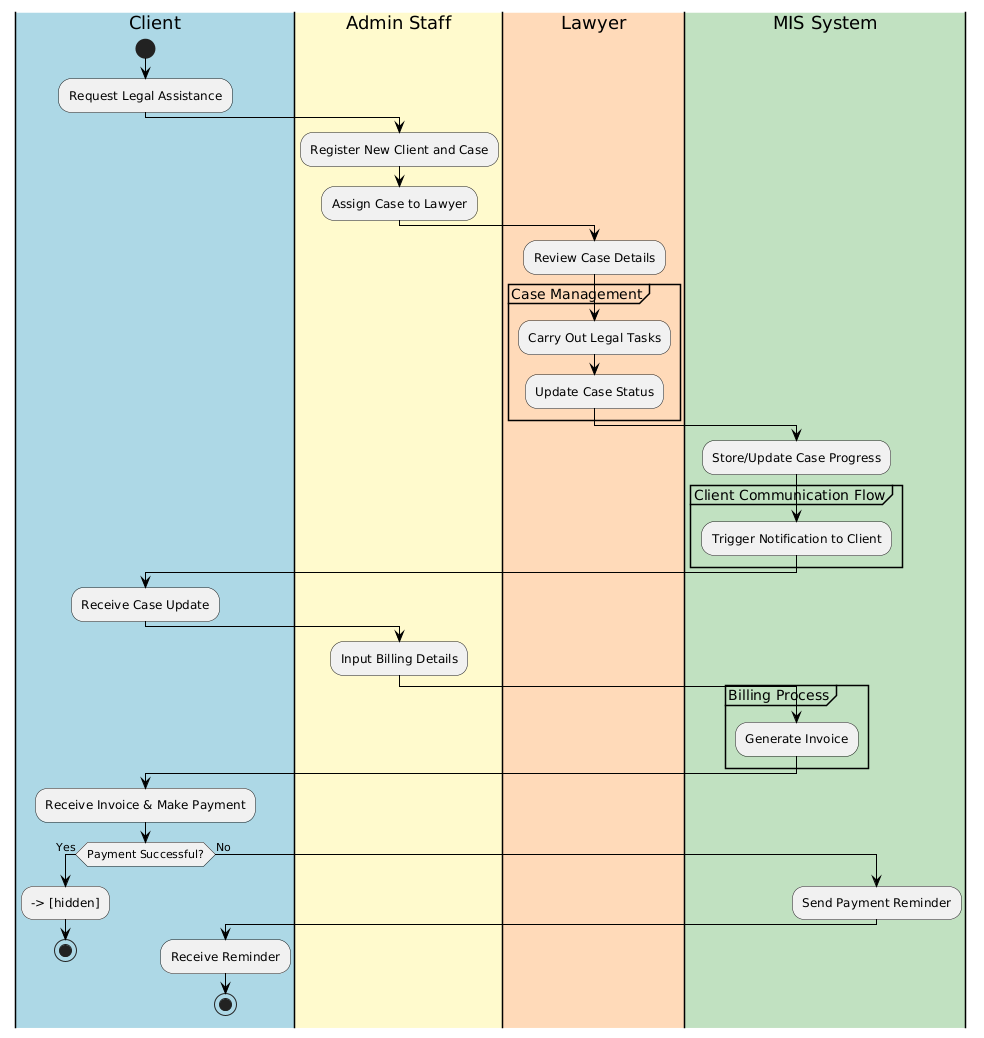 Client
Admin Staff
Lawyer
MIS System
Request Legal Assistance
Register New Client and Case
Assign Case to Lawyer
Review Case Details
Case Management
Carry Out Legal Tasks
Update Case Status
Store/Update Case Progress
Client Communication Flow
Trigger Notification to Client
Receive Case Update
Input Billing Details
Billing Process
Generate Invoice
Receive Invoice & Make Payment
Yes
Payment Successful?
No
-> [hidden]
Send Payment Reminder
Receive Reminder